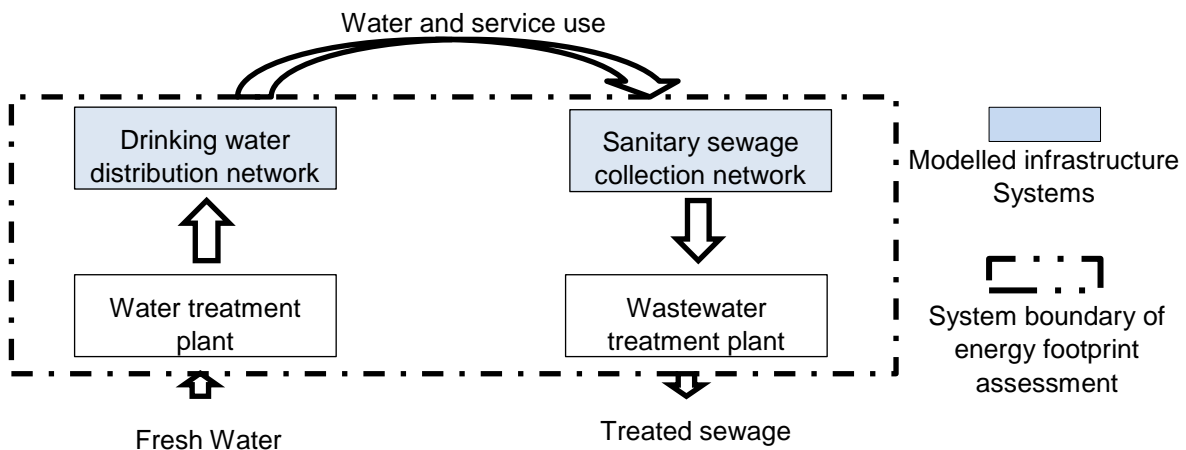 Water and service use
Drinking water
distribution network
Sanitary sewage
collection network
Modelled infrastructure
Systems
Water treatment
plant
Wastewater
treatment plant
System boundary of
energy footprint
assessment
Fresh Water
Treated sewage